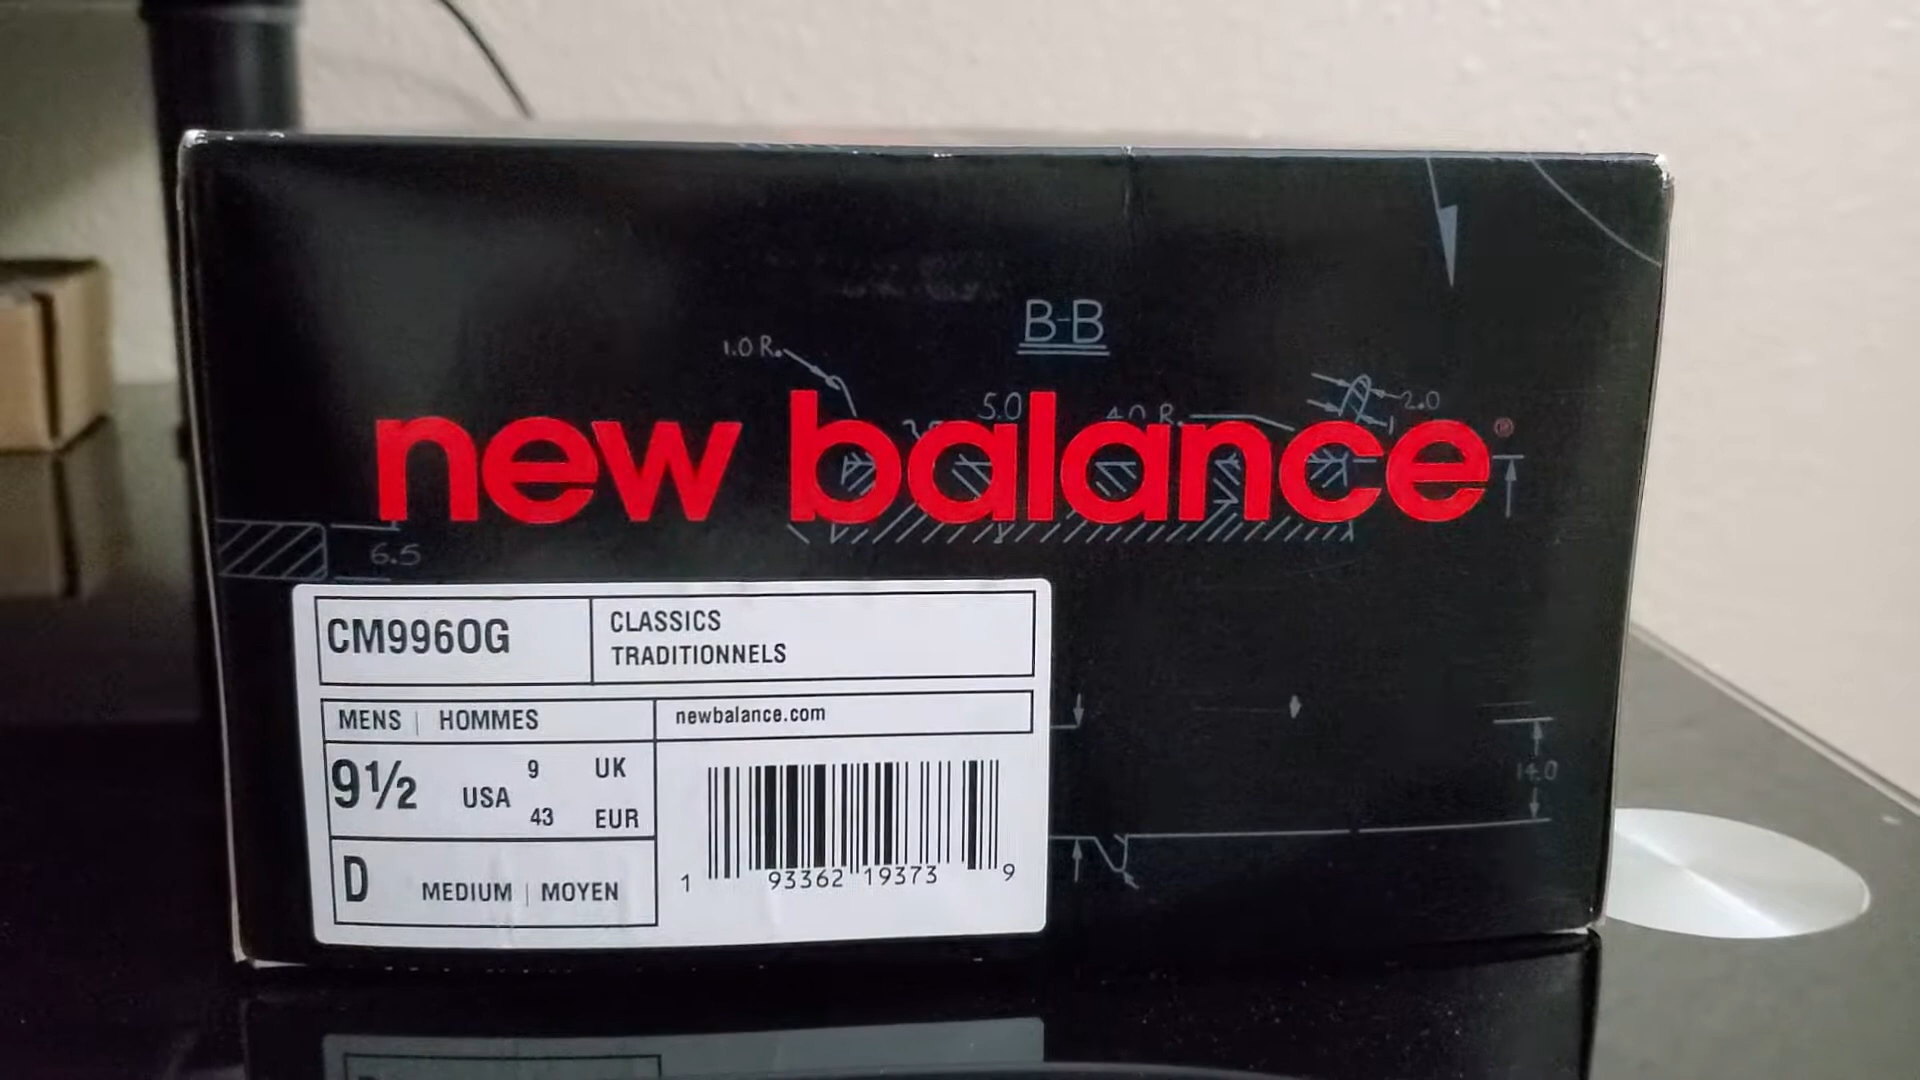 B-B
1.0 R.
5.0
4.0 R.
2.0
new balance®
6.5
CM996OG
CLASSICS
TRADITIONNELS
MENS | HOMMES
newbalance.com
9½ USA 9 UK
43 EUR
D MEDIUM | MOYEN
1 93362 19373 9
14.0